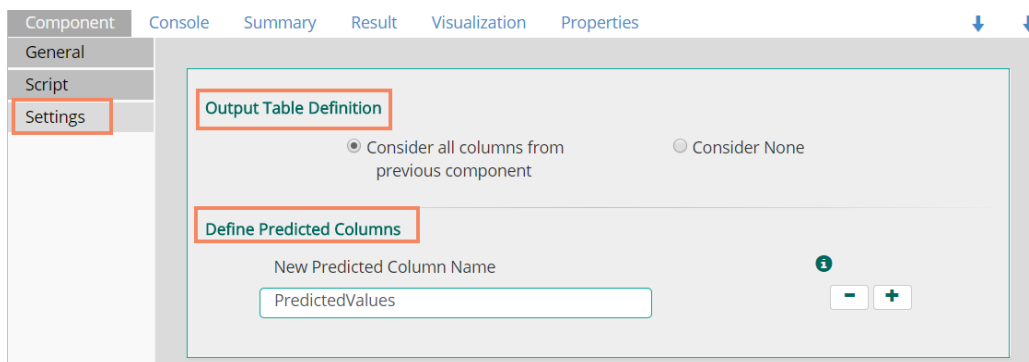 Component Console Summary Result Visualization Properties
General
Script
Settings
Output Table Definition
Consider all columns from Consider None
previous component
Define Predicted Columns
New Predicted Column Name
PredictedValues